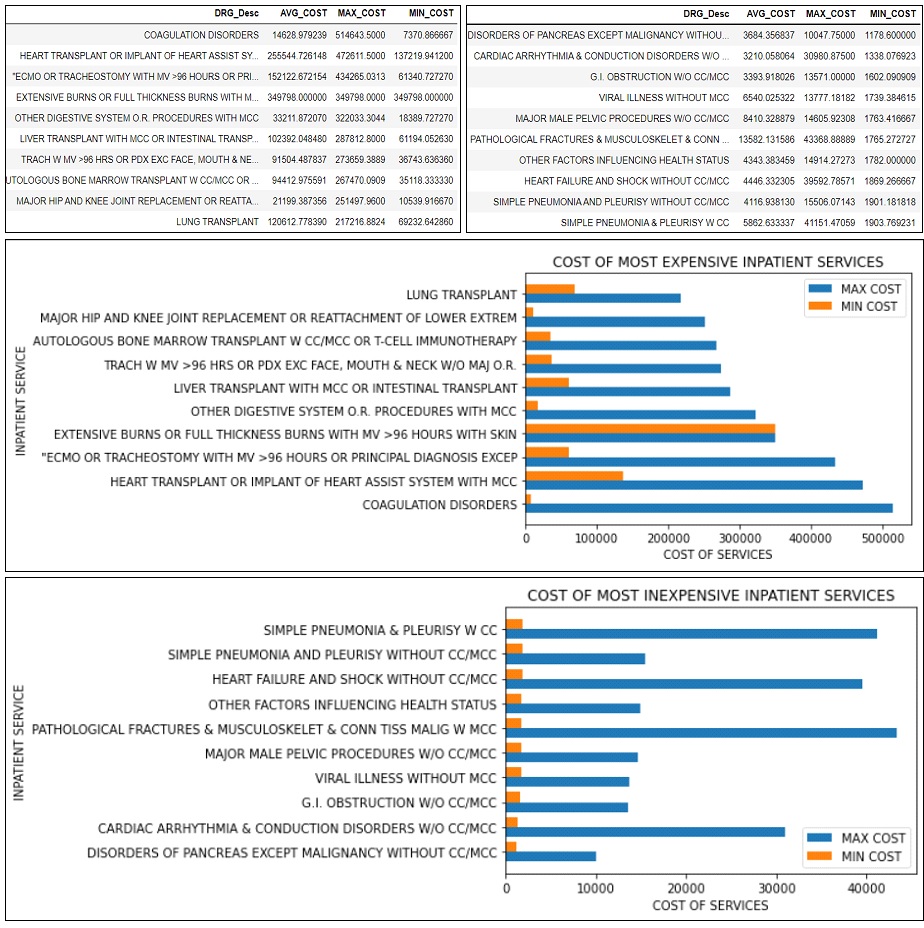 DRG_Desc AVG_COST MAX_COST MIN_COST
COAGULATION DISORDERS 14628.979239 514643.5000 7370.866667
HEART TRANSPLANT OR IMPLANT OF HEART ASSIST SY... 255544.726148 472611.5000 137219.941200
"ECMO OR TRACHEOSTOMY WITH MV >96 HOURS OR PRI... 152122.672154 434265.0313 61340.727270
EXTENSIVE BURNS OR FULL THICKNESS BURNS WITH M... 349798.000000 349798.0000 349798.000000
OTHER DIGESTIVE SYSTEM O.R. PROCEDURES WITH MCC 33211.872070 322033.3044 18389.727270
LIVER TRANSPLANT WITH MCC OR INTESTINAL TRANSP... 102392.048480 287812.8000 61194.052630
TRACH W MV >96 HRS OR PDX EXC FACE, MOUTH & NE... 91504.487837 273659.3889 36743.636360
UTOLOGOUS BONE MARROW TRANSPLANT W CC/MCC OR ... 94412.975591 267470.0909 35118.333330
MAJOR HIP AND KNEE JOINT REPLACEMENT OR REATTA... 21199.387356 251497.9600 10539.916670
LUNG TRANSPLANT 120612.778390 217216.8824 69232.642860
DRG_Desc AVG_COST MAX_COST MIN_COST
DISORDERS OF PANCREAS EXCEPT MALIGNANCY WITHOU... 3684.356837 10047.75000 1178.600000
CARDIAC ARRHYTHMIA & CONDUCTION DISORDERS W/O ... 3210.058064 30980.87500 1338.076923
G.I. OBSTRUCTION W/O CC/MCC 3393.918026 13571.00000 1602.090909
VIRAL ILLNESS WITHOUT MCC 6540.025322 13777.18182 1739.384615
MAJOR MALE PELVIC PROCEDURES W/O CC/MCC 8410.328879 14605.92308 1763.416667
PATHOLOGICAL FRACTURES & MUSCULOSKELET & CONN ... 13582.131586 43368.88889 1765.272727
OTHER FACTORS INFLUENCING HEALTH STATUS 4343.383459 14914.27273 1782.000000
HEART FAILURE AND SHOCK WITHOUT CC/MCC 4446.332305 39592.78571 1869.266667
SIMPLE PNEUMONIA AND PLEURISY WITHOUT CC/MCC 4116.938130 15506.07143 1901.181818
SIMPLE PNEUMONIA & PLEURISY W CC 5862.633337 41151.47059 1903.769231
COST OF MOST EXPENSIVE INPATIENT SERVICES
INPATIENT SERVICE
LUNG TRANSPLANT
MAJOR HIP AND KNEE JOINT REPLACEMENT OR REATTACHMENT OF LOWER EXTREM
AUTOLOGOUS BONE MARROW TRANSPLANT W CC/MCC OR T-CELL IMMUNOTHERAPY
TRACH W MV >96 HRS OR PDX EXC FACE, MOUTH & NECK W/O MAJ O.R.
LIVER TRANSPLANT WITH MCC OR INTESTINAL TRANSPLANT
OTHER DIGESTIVE SYSTEM O.R. PROCEDURES WITH MCC
EXTENSIVE BURNS OR FULL THICKNESS BURNS WITH MV >96 HOURS WITH SKIN
"ECMO OR TRACHEOSTOMY WITH MV >96 HOURS OR PRINCIPAL DIAGNOSIS EXCEP
HEART TRANSPLANT OR IMPLANT OF HEART ASSIST SYSTEM WITH MCC
COAGULATION DISORDERS
MAX COST
MIN COST
0 100000 200000 300000 400000 500000
COST OF SERVICES
COST OF MOST INEXPENSIVE INPATIENT SERVICES
INPATIENT SERVICE
SIMPLE PNEUMONIA & PLEURISY W CC
SIMPLE PNEUMONIA AND PLEURISY WITHOUT CC/MCC
HEART FAILURE AND SHOCK WITHOUT CC/MCC
OTHER FACTORS INFLUENCING HEALTH STATUS
PATHOLOGICAL FRACTURES & MUSCULOSKELET & CONN TISS MALIG W MCC
MAJOR MALE PELVIC PROCEDURES W/O CC/MCC
VIRAL ILLNESS WITHOUT MCC
G.I. OBSTRUCTION W/O CC/MCC
CARDIAC ARRHYTHMIA & CONDUCTION DISORDERS W/O CC/MCC
DISORDERS OF PANCREAS EXCEPT MALIGNANCY WITHOUT CC/MCC
MAX COST
MIN COST
0 10000 20000 30000 40000
COST OF SERVICES